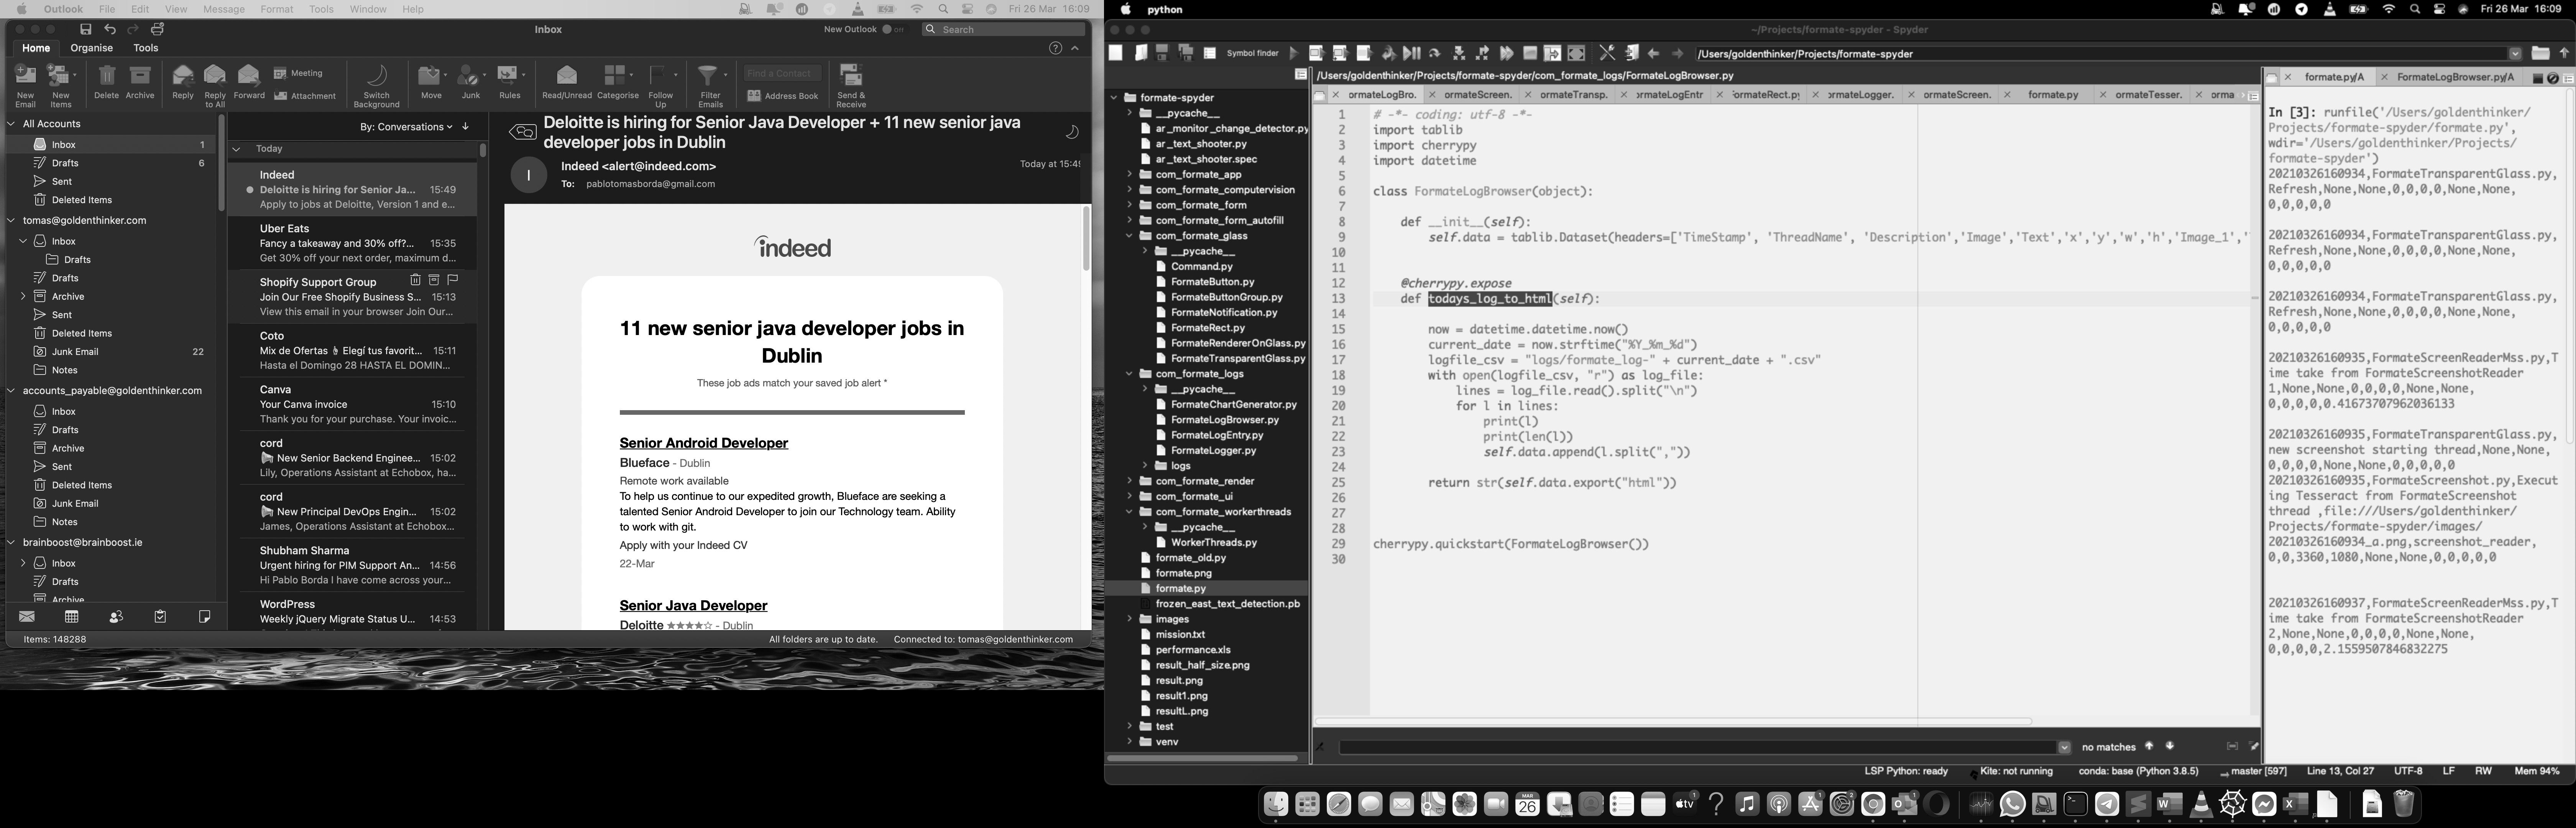 Outlook File Edit View Message Format Tools Window Help
Fri 26 Mar 16:09
Inbox
New Outlook
Search
Home Organise Tools
New Email
New Items
Delete
Archive
Reply
Reply to All
Forward
Meeting
Attachment
Switch Background
Move
Junk
Rules
Read/Unread
Categorise
Follow Up
Filter Emails
Find a Contact
Address Book
Send & Receive
All Accounts
Inbox 1
Drafts 6
Sent
Deleted Items
tomas@goldenthinker.com
Inbox
Drafts
Drafts
Archive
Sent
Deleted Items
Junk Email 22
Notes
accounts_payable@goldenthinker.com
Inbox
Drafts
Archive
Sent
Deleted Items
Junk Email
Notes
brainboost@brainboost.ie
Inbox
Drafts
Archive
Items: 148288
By: Conversations
Today
Indeed
Deloitte is hiring for Senior Ja... 15:49
Apply to jobs at Deloitte, Version 1 and e...
Uber Eats
Fancy a takeaway and 30% off?... 15:35
Get 30% off your next order, maximum d...
Shopify Support Group
Join Our Free Shopify Business S... 15:13
View this email in your browser Join Our...
Coto
Mix de Ofertas Elegí tus favorit... 15:11
Hasta el Domingo 28 HASTA EL DOMIN...
Canva
Your Canva invoice 15:10
Thank you for your purchase. Your invoic...
cord
New Senior Backend Enginee... 15:02
Lily, Operations Assistant at Echobox, ha...
cord
New Principal DevOps Engin... 15:02
James, Operations Assistant at Echobox...
Shubham Sharma
Urgent hiring for PIM Support An... 14:56
Hi Pablo Borda I have come across your...
WordPress
Weekly jQuery Migrate Status U... 14:53
Deloitte is hiring for Senior Java Developer + 11 new senior java
developer jobs in Dublin
I
Indeed <alert@indeed.com>
Today at 15:49
To: pablotomasborda@gmail.com
indeed
11 new senior java developer jobs in
Dublin
These job ads match your saved job alert *
Senior Android Developer
Blueface - Dublin
Remote work available
To help us continue to our expedited growth, Blueface are seeking a
talented Senior Android Developer to join our Technology team. Ability
to work with git.
Apply with your Indeed CV
22-Mar
Senior Java Developer
Deloitte ★★★★☆ - Dublin
All folders are up to date. Connected to: tomas@goldenthinker.com
python
Fri 26 Mar 16:09
~/Projects/formate-spyder - Spyder
Symbol finder
/Users/goldenthinker/Projects/formate-spyder
/Users/goldenthinker/Projects/formate-spyder/com_formate_logs/FormateLogBrowser.py
formate-spyder
__pycache__
ar_monitor_change_detector.py
ar_text_shooter.py
ar_text_shooter.spec
com_formate_app
com_formate_computervision
com_formate_form
com_formate_form_autofill
com_formate_glass
__pycache__
Command.py
FormateButton.py
FormateButtonGroup.py
FormateNotification.py
FormateRect.py
FormateRendererOnGlass.py
FormateTransparentGlass.py
com_formate_logs
__pycache__
FormateChartGenerator.py
FormateLogBrowser.py
FormateLogEntry.py
FormateLogger.py
logs
com_formate_render
com_formate_ui
com_formate_workerthreads
__pycache__
WorkerThreads.py
formate_old.py
formate.png
formate.py
frozen_east_text_detection.pb
images
mission.txt
performance.xls
result_half_size.png
result.png
result1.png
resultL.png
test
venv
ormateLogBro. ormateScreen. ormateTransp. ormateLogEntr ormateRect.py ormateLogger. ormateScreen. formate.py ormateTesser. orma
1 # -*- coding: utf-8 -*-
2 import tablib
3 import cherrypy
4 import datetime
5
6 class FormateLogBrowser(object):
7
8 def __init__(self):
9 self.data = tablib.Dataset(headers=['TimeStamp', 'ThreadName', 'Description','Image','Text','x','y','w','h','Image_1','
10
11
12 @cherrypy.expose
13 def todays_log_to_html(self):
14
15 now = datetime.datetime.now()
16 current_date = now.strftime("%Y_%m_%d")
17 logfile_csv = "logs/formate_log-" + current_date + ".csv"
18 with open(logfile_csv, "r") as log_file:
19 lines = log_file.read().split("\n")
20 for l in lines:
21 print(l)
22 print(len(l))
23 self.data.append(l.split(","))
24
25 return str(self.data.export("html"))
26
27
28
29 cherrypy.quickstart(FormateLogBrowser())
30
no matches
formate.py/A FormateLogBrowser.py/A
In [3]: runfile('/Users/goldenthinker/
Projects/formate-spyder/formate.py',
wdir='/Users/goldenthinker/Projects/
formate-spyder')
20210326160934,FormateTransparentGlass.py,
Refresh,None,None,0,0,0,0,None,None,
0,0,0,0,0
20210326160934,FormateTransparentGlass.py,
Refresh,None,None,0,0,0,0,None,None,
0,0,0,0,0
20210326160934,FormateTransparentGlass.py,
Refresh,None,None,0,0,0,0,None,None,
0,0,0,0,0
20210326160935,FormateScreenReaderMss.py,T
ime take from FormateScreenshotReader
1,None,None,0,0,0,0,None,None,
0,0,0,0,0.41673707962036133
20210326160935,FormateTransparentGlass.py,
new screenshot starting thread,None,None,
0,0,0,0,None,None,0,0,0,0,0
20210326160935,FormateScreenshot.py,Execut
ing Tesseract from FormateScreenshot
thread ,file:///Users/goldenthinker/
Projects/formate-spyder/images/
20210326160934_a.png,screenshot_reader,
0,0,3360,1080,None,None,0,0,0,0,0
20210326160937,FormateScreenReaderMss.py,T
ime take from FormateScreenshotReader
2,None,None,0,0,0,0,None,None,
0,0,0,0,2.1559507846832275
LSP Python: ready Kite: not running conda: base (Python 3.8.5) master [597] Line 13, Col 27 UTF-8 LF RW Mem 94%
MAR
26
tv